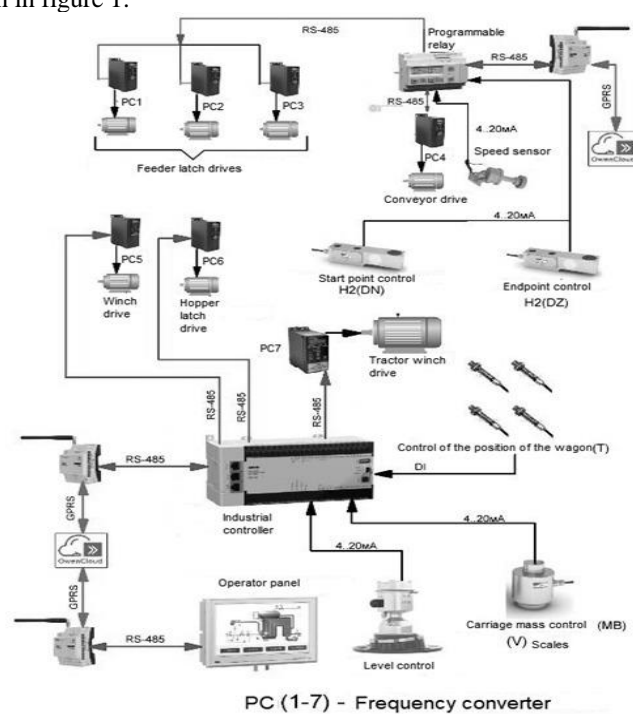 in figure 1.
RS-485
Programmable
relay
RS-485
GPRS
OwenCloud
PC1
PC2
PC3
RS-485
4..20мА
PC4
Speed sensor
Feeder latch drives
Conveyor drive
4..20мА
PC5
PC6
Start point control
H2(DN)
Endpoint control
H2(DZ)
Winch
drive
Hopper
latch
drive
PC7
Tractor winch
drive
RS-485
RS-485
RS-485
Control of the position of the wagon(T)
RS-485
DI
GPRS
Industrial
controller
OwenCloud
4..20мА
4..20мА
GPRS
Operator panel
RS-485
Carriage mass control (MB)
(V) Scales
Level control
PC (1-7) - Frequency converter